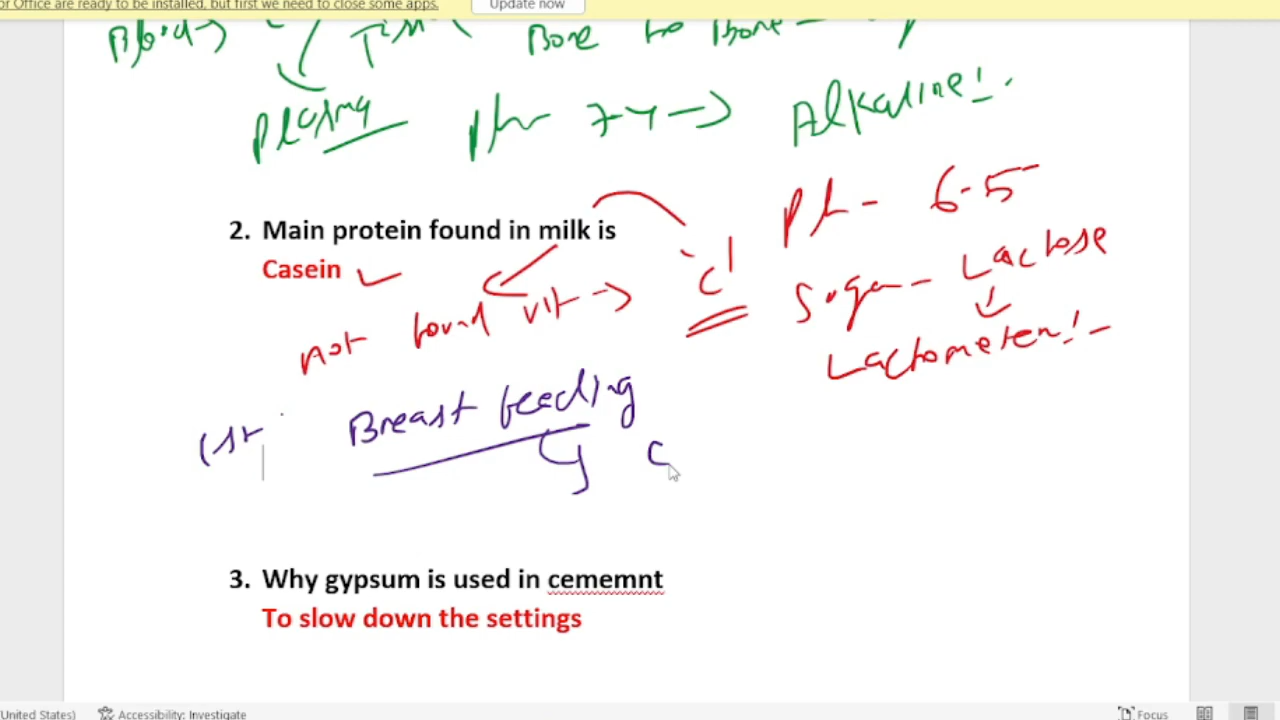 or Office are ready to be installed, but first we need to close some apps. Update now
Blood Bone to Bone
Plasma Ph 7.4 → Alkaline!
Ph - 6.5
2. Main protein found in milk is
Casein
not found vit → 'c' Sugar - Lactose
Lactometer!-
1st Breast feeding
3. Why gypsum is used in cememnt
To slow down the settings
United States) Accessibility: Investigate Focus